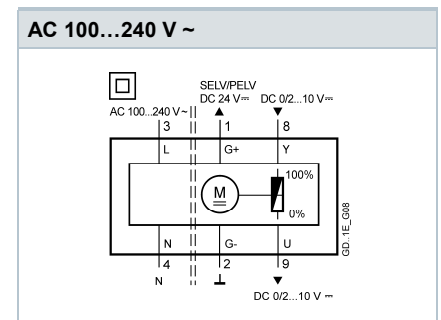 AC 100...240 V ~
SELV/PELV
DC 24 V⎓ DC 0/2...10 V⎓
AC 100...240 V~
3 1 8
L G+ Y
100%
M
0%
N G- U
4 2 9
N
DC 0/2...10 V ⎓
GD..1E_G08